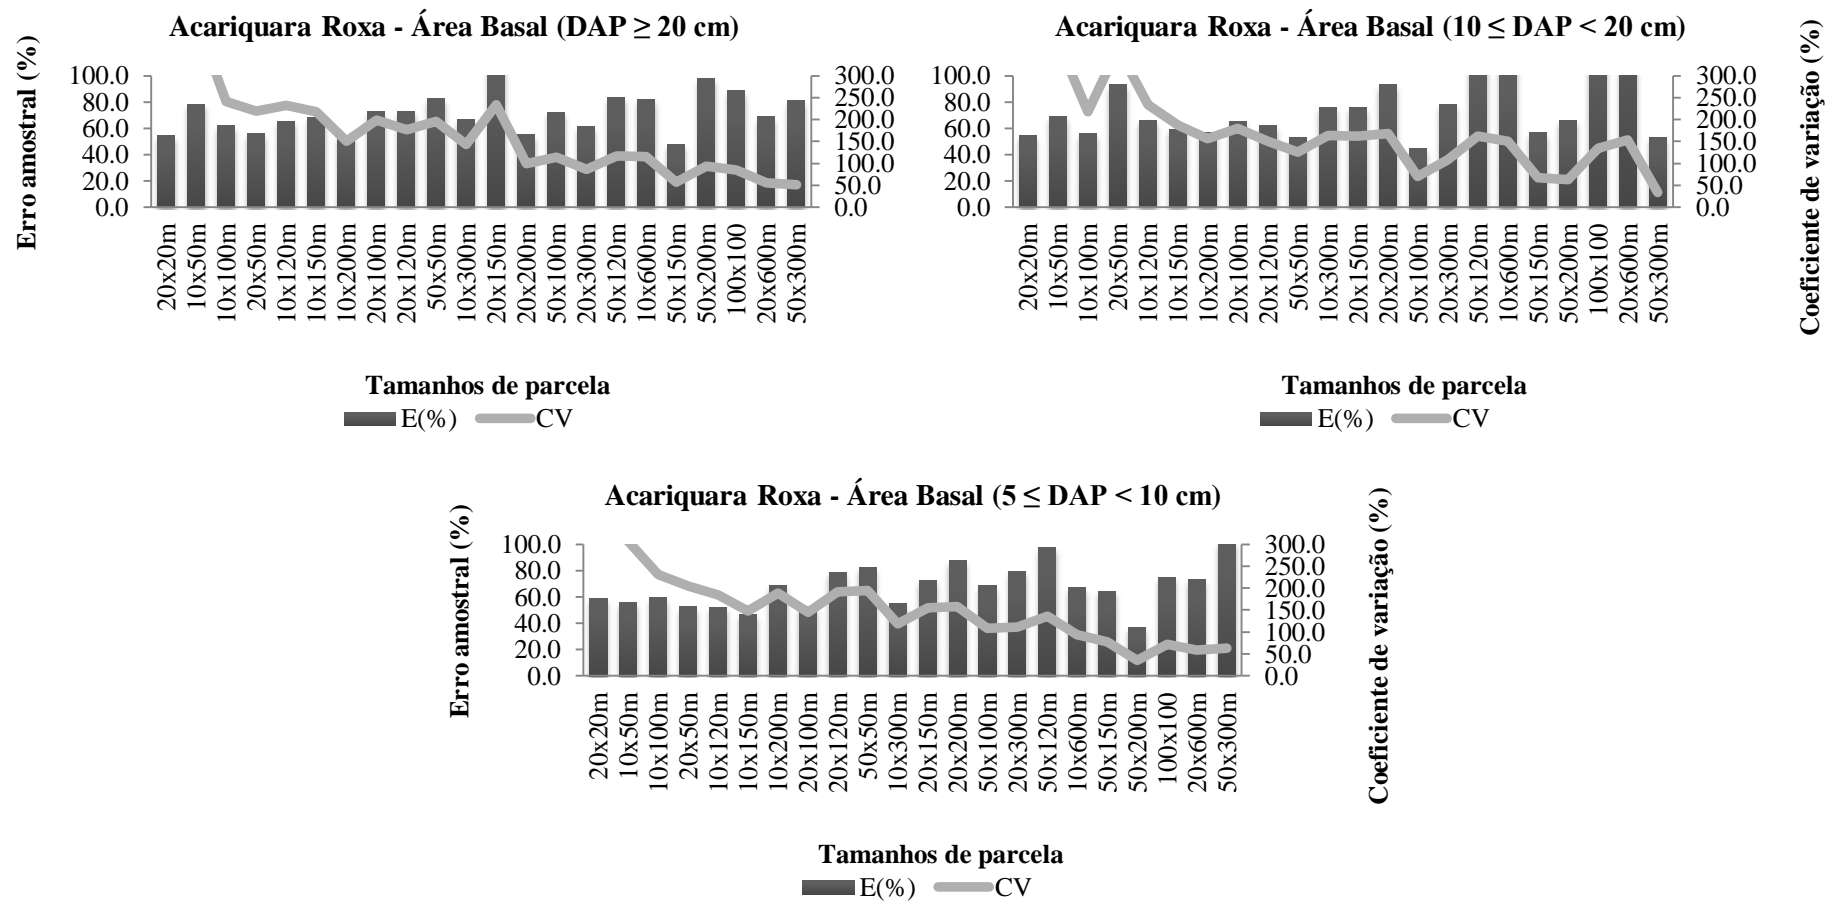 Acariquara Roxa - Área Basal (DAP ≥ 20 cm)
Erro amostral (%)
100.0
80.0
60.0
40.0
20.0
0.0
300.0
250.0
200.0
150.0
100.0
50.0
0.0
20x20m
10x50m
10x100m
20x50m
10x120m
10x150m
10x200m
20x100m
20x120m
50x50m
10x300m
20x150m
20x200m
50x100m
20x300m
50x120m
10x600m
50x150m
50x200m
100x100
20x600m
50x300m
Tamanhos de parcela
E(%) CV
Acariquara Roxa - Área Basal (10 ≤ DAP < 20 cm)
100.0
80.0
60.0
40.0
20.0
0.0
300.0
250.0
200.0
150.0
100.0
50.0
0.0
Coeficiente de variação (%)
20x20m
10x50m
10x100m
20x50m
10x120m
10x150m
10x200m
20x100m
20x120m
50x50m
10x300m
20x150m
20x200m
50x100m
20x300m
50x120m
10x600m
50x150m
50x200m
100x100
20x600m
50x300m
Tamanhos de parcela
E(%) CV
Acariquara Roxa - Área Basal (5 ≤ DAP < 10 cm)
Erro amostral (%)
100.0
80.0
60.0
40.0
20.0
0.0
300.0
250.0
200.0
150.0
100.0
50.0
0.0
Coeficiente de variação (%)
20x20m
10x50m
10x100m
20x50m
10x120m
10x150m
10x200m
20x100m
20x120m
50x50m
10x300m
20x150m
20x200m
50x100m
20x300m
50x120m
10x600m
50x150m
50x200m
100x100
20x600m
50x300m
Tamanhos de parcela
E(%) CV